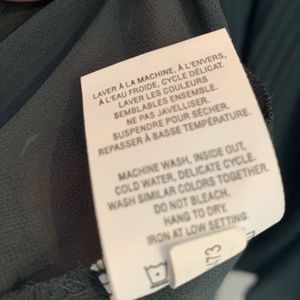 LAVER À LA MACHINE, À L'ENVERS,
À L'EAU FROIDE, CYCLE DÉLICAT.
LAVER LES COULEURS
SEMBLABLES ENSEMBLE.
NE PAS JAVELLISER.
SUSPENDRE POUR SÉCHER.
REPASSER À BASSE TEMPÉRATURE.
MACHINE WASH, INSIDE OUT,
COLD WATER, DELICATE CYCLE.
WASH SIMILAR COLORS TOGETHER.
DO NOT BLEACH.
HANG TO DRY.
IRON AT LOW SETTING.
473